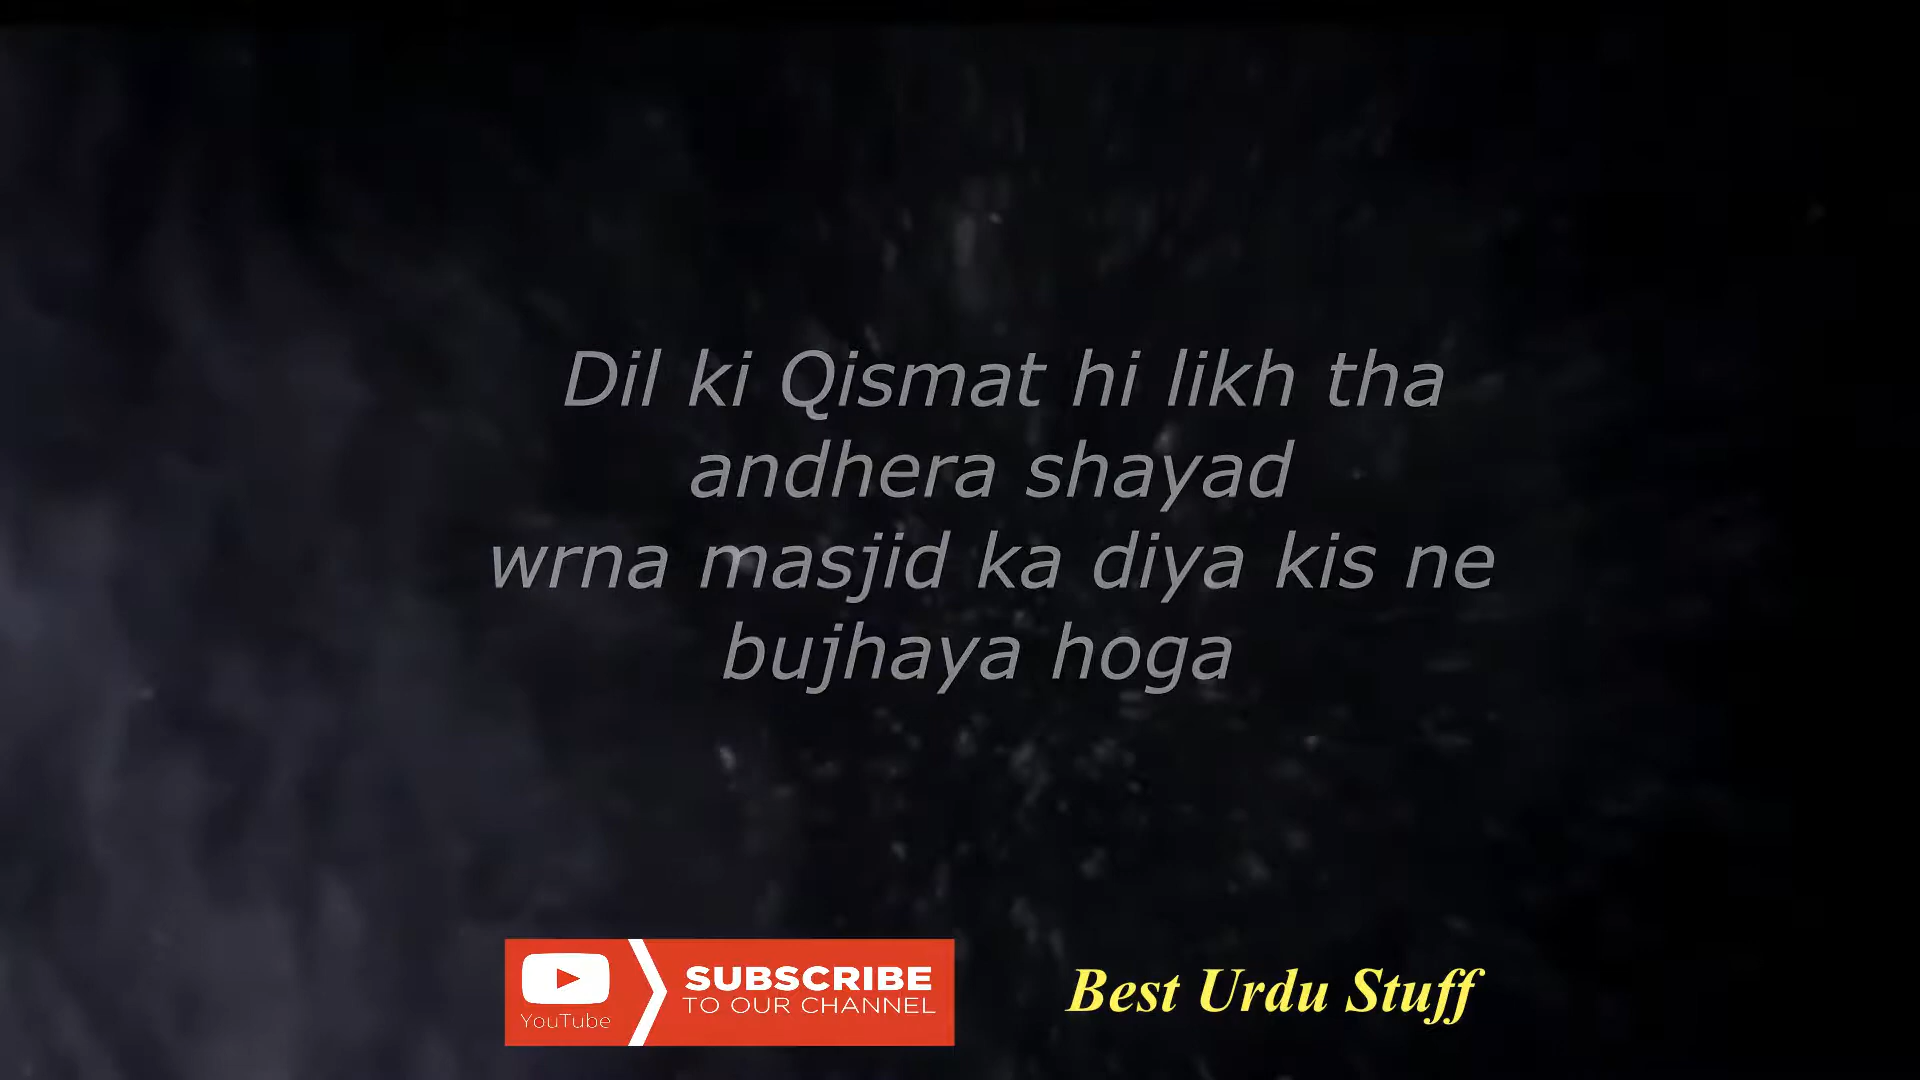 Dil ki Qismat hi likh tha
andhera shayad
wrna masjid ka diya kis ne
bujhaya hoga
YouTube
SUBSCRIBE
TO OUR CHANNEL
Best Urdu Stuff